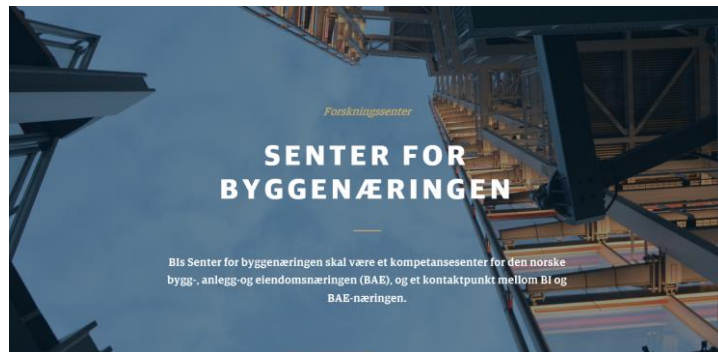 Forskningssenter
SENTER FOR
BYGGENÆRINGEN
BIs Senter for byggenæringen skal være et kompetansesenter for den norske
bygg-, anlegg-og eiendomsnæringen (BAE), og et kontaktpunkt mellom BI og
BAE-næringen.